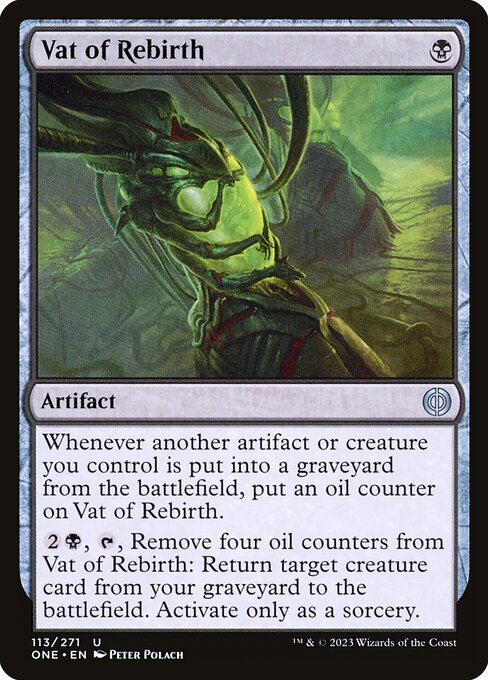 Vat of Rebirth
Artifact
Whenever another artifact or creature
you control is put into a graveyard
from the battlefield, put an oil counter
on Vat of Rebirth.
2, , Remove four oil counters from
Vat of Rebirth: Return target creature
card from your graveyard to the
battlefield. Activate only as a sorcery.
113/271 U
ONE • EN Peter Polach
™ & © 2023 Wizards of the Coast